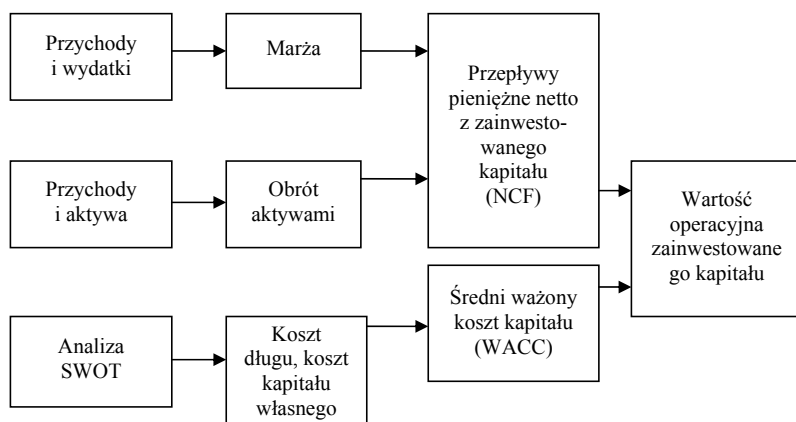 Przychody
i wydatki
Marża
Przepływy
pieniężne netto
z zainwesto-
wanego
kapitału
(NCF)
Przychody
i aktywa
Obrót
aktywami
Wartość
operacyjna
zainwestowane
go kapitału
Średni ważony
koszt kapitału
(WACC)
Analiza
SWOT
Koszt
długu, koszt
kapitału
własnego